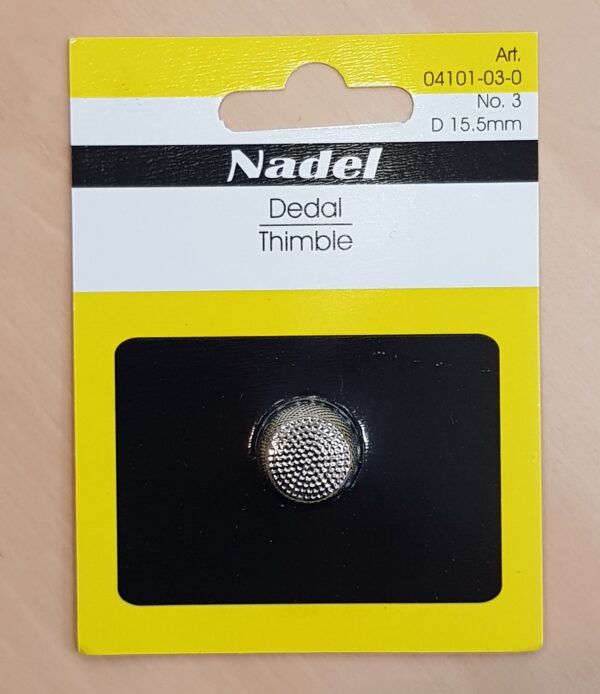 Art.
04101-03-0
No. 3
D 15.5mm
Nadel
Dedal
Thimble